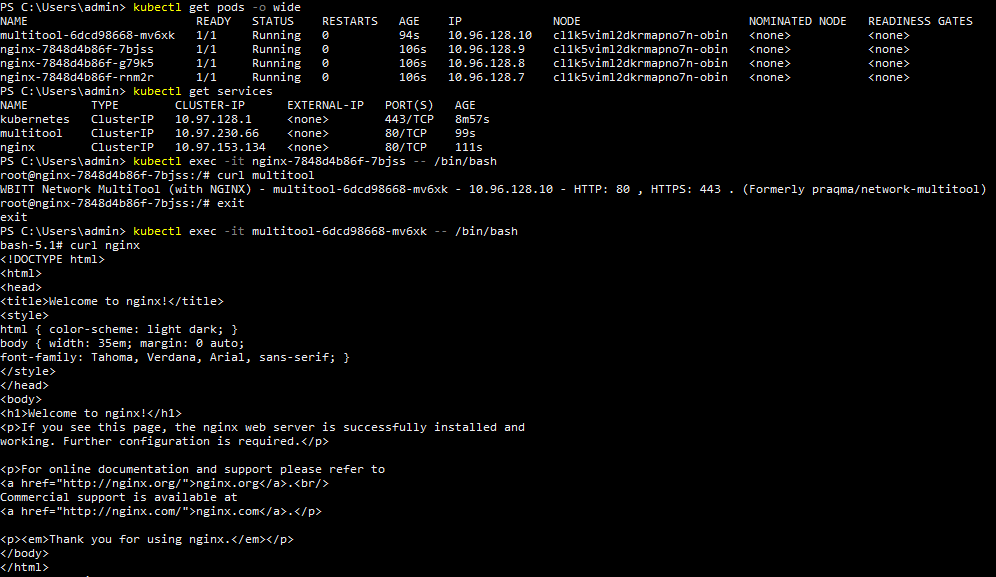 PS C:\Users\admin> kubectl get pods -o wide
NAME                         READY   STATUS    RESTARTS   AGE    IP             NODE                        NOMINATED NODE   READINESS GATES
multitool-6dcd98668-mv6xk   1/1     Running   0          94s    10.96.128.10   cl1k5viml2dkrmapno7n-obin   <none>           <none>
nginx-7848d4b86f-7bjss      1/1     Running   0          106s   10.96.128.9    cl1k5viml2dkrmapno7n-obin   <none>           <none>
nginx-7848d4b86f-g79k5      1/1     Running   0          106s   10.96.128.8    cl1k5viml2dkrmapno7n-obin   <none>           <none>
nginx-7848d4b86f-rnm2r      1/1     Running   0          106s   10.96.128.7    cl1k5viml2dkrmapno7n-obin   <none>           <none>
PS C:\Users\admin> kubectl get services
NAME         TYPE        CLUSTER-IP      EXTERNAL-IP   PORT(S)   AGE
kubernetes   ClusterIP   10.97.128.1     <none>        443/TCP   8m57s
multitool    ClusterIP   10.97.230.66    <none>        80/TCP    99s
nginx        ClusterIP   10.97.153.134   <none>        80/TCP    111s
PS C:\Users\admin> kubectl exec -it nginx-7848d4b86f-7bjss -- /bin/bash
root@nginx-7848d4b86f-7bjss:/# curl multitool
WBITT Network MultiTool (with NGINX) - multitool-6dcd98668-mv6xk - 10.96.128.10 - HTTP: 80 , HTTPS: 443 . (Formerly praqma/network-multitool)
root@nginx-7848d4b86f-7bjss:/# exit
exit
PS C:\Users\admin> kubectl exec -it multitool-6dcd98668-mv6xk -- /bin/bash
bash-5.1# curl nginx
<!DOCTYPE html>
<html>
<head>
<title>Welcome to nginx!</title>
<style>
html { color-scheme: light dark; }
body { width: 35em; margin: 0 auto;
font-family: Tahoma, Verdana, Arial, sans-serif; }
</style>
</head>
<body>
<h1>Welcome to nginx!</h1>
<p>If you see this page, the nginx web server is successfully installed and
working. Further configuration is required.</p>

<p>For online documentation and support please refer to
<a href="http://nginx.org/">nginx.org</a>.<br/>
Commercial support is available at
<a href="http://nginx.com/">nginx.com</a>.</p>

<p><em>Thank you for using nginx.</em></p>
</body>
</html>